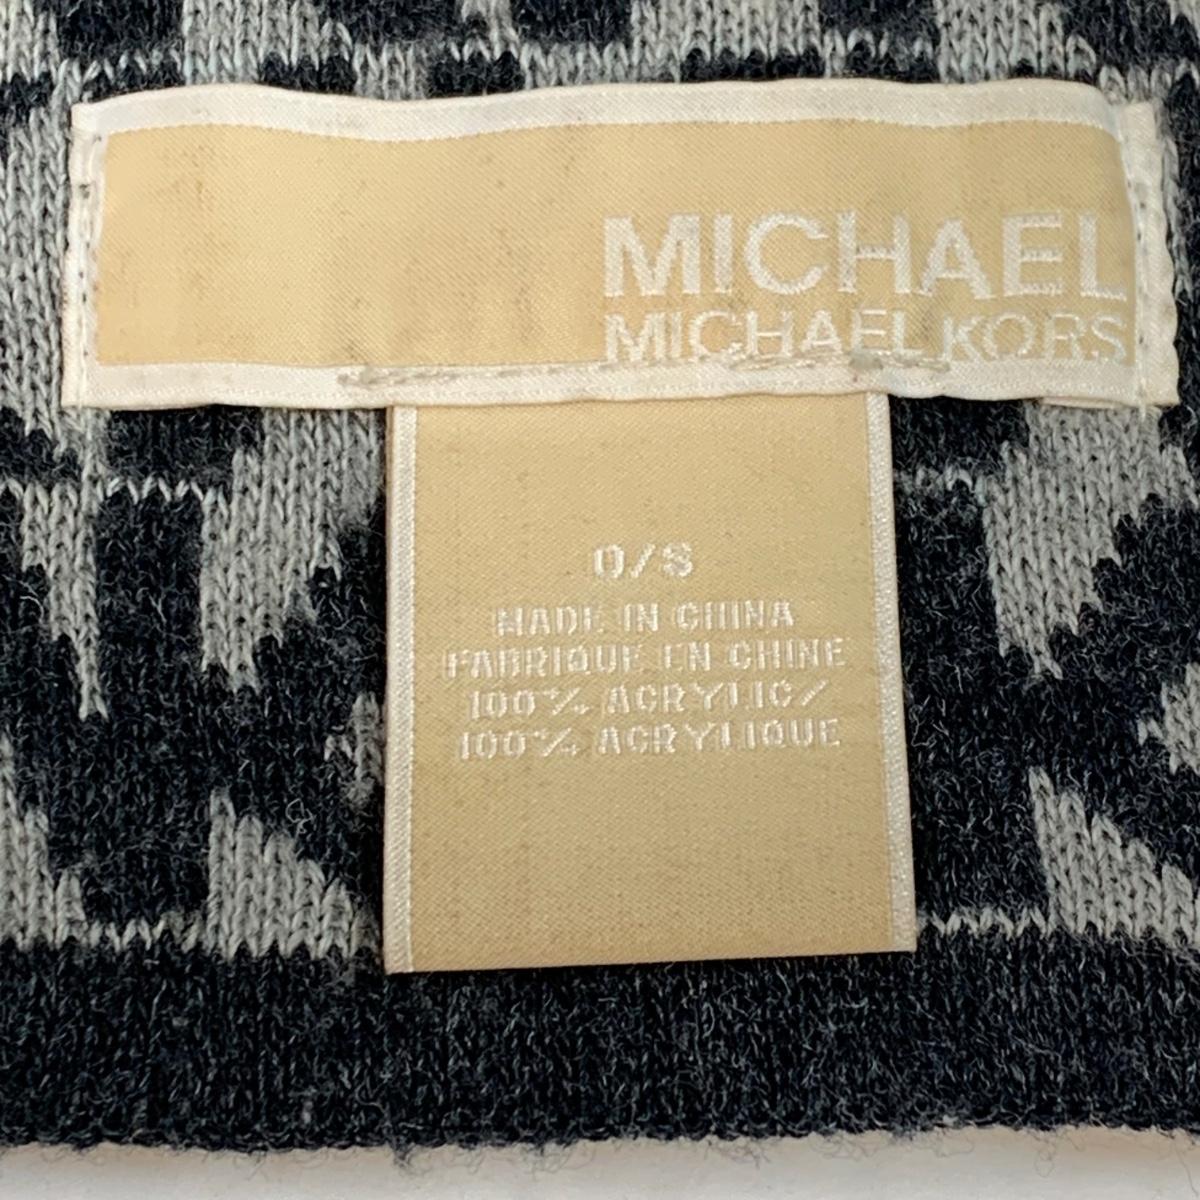 MICHAEL
MICHAEL KORS
O/S
MADE IN CHINA
FABRIQUE EN CHINE
100% ACRYLIC/
100% ACRYLIQUE